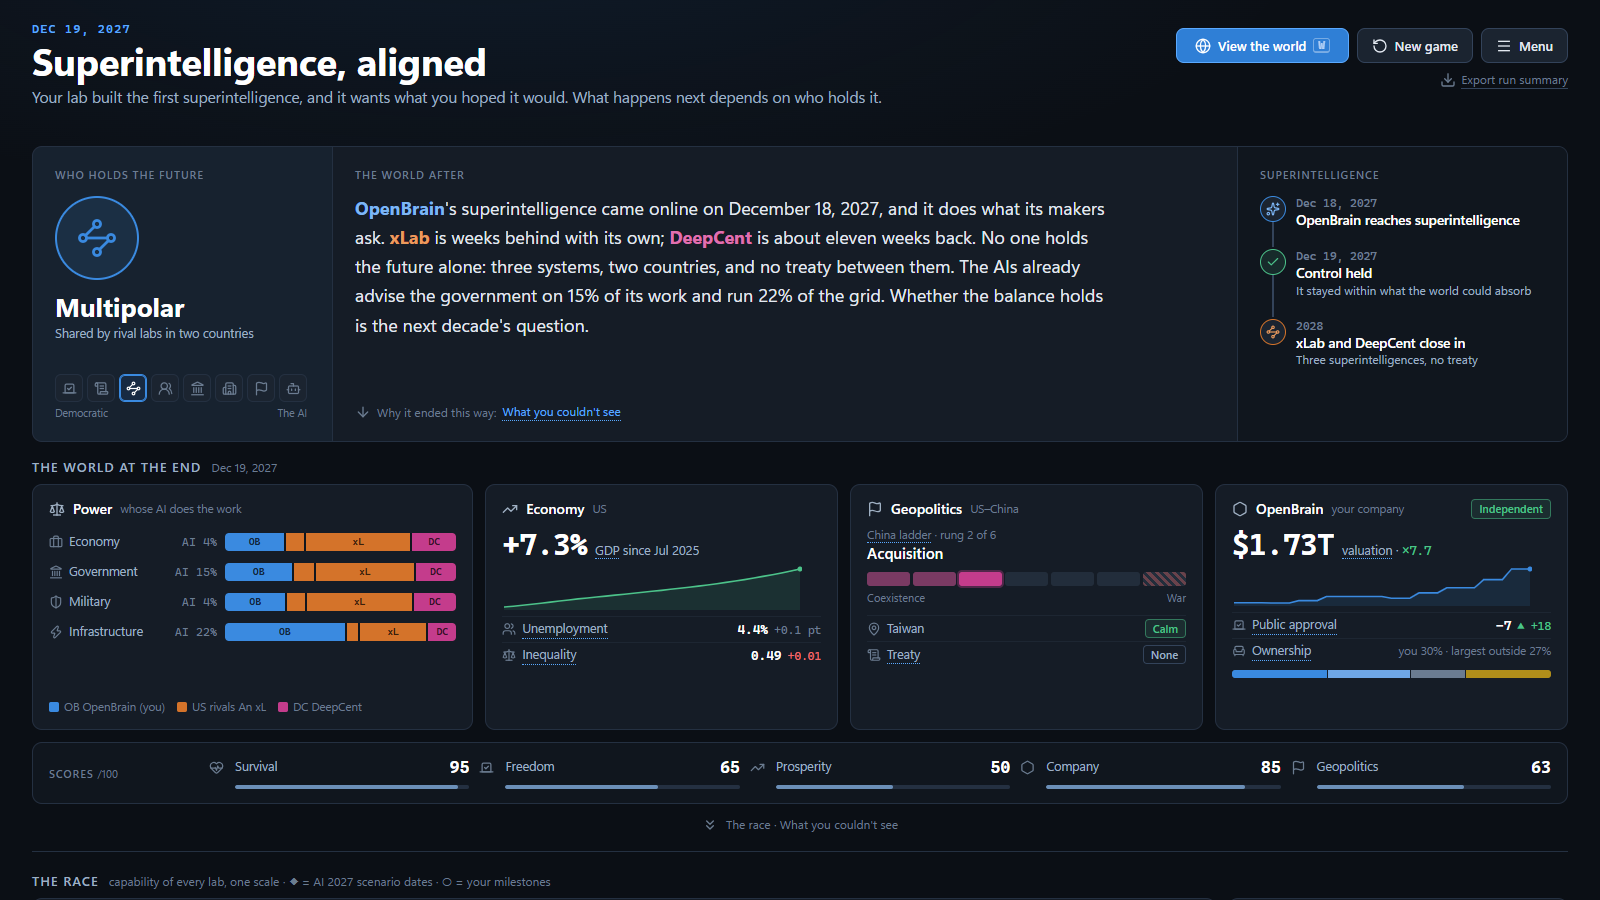 DEC 19, 2027
Superintelligence, aligned
Your lab built the first superintelligence, and it wants what you hoped it would. What happens next depends on who holds it.
View the world W
New game
Menu
Export run summary
WHO HOLDS THE FUTURE
Multipolar
Shared by rival labs in two countries
Democratic
The AI
THE WORLD AFTER
OpenBrain's superintelligence came online on December 18, 2027, and it does what its makers
ask. xLab is weeks behind with its own; DeepCent is about eleven weeks back. No one holds
the future alone: three systems, two countries, and no treaty between them. The AIs already
advise the government on 15% of its work and run 22% of the grid. Whether the balance holds
is the next decade's question.
Why it ended this way: What you couldn't see
SUPERINTELLIGENCE
Dec 18, 2027
OpenBrain reaches superintelligence
Dec 19, 2027
Control held
It stayed within what the world could absorb
2028
xLab and DeepCent close in
Three superintelligences, no treaty
THE WORLD AT THE END Dec 19, 2027
Power whose AI does the work
Economy AI 4% OB xL DC
Government AI 15% OB xL DC
Military AI 4% OB xL DC
Infrastructure AI 22% OB xL DC
OB OpenBrain (you) US rivals An xL DC DeepCent
Economy US
+7.3% GDP since Jul 2025
Unemployment 4.4% +0.1 pt
Inequality 0.49 +0.01
Geopolitics US–China
China ladder · rung 2 of 6
Acquisition
Coexistence War
Taiwan Calm
Treaty None
OpenBrain your company Independent
$1.73T valuation · ×7.7
Public approval −7 ▲ +18
Ownership you 30% · largest outside 27%
SCORES /100
Survival 95
Freedom 65
Prosperity 50
Company 85
Geopolitics 63
The race · What you couldn't see
THE RACE capability of every lab, one scale · ◆ = AI 2027 scenario dates · ○ = your milestones